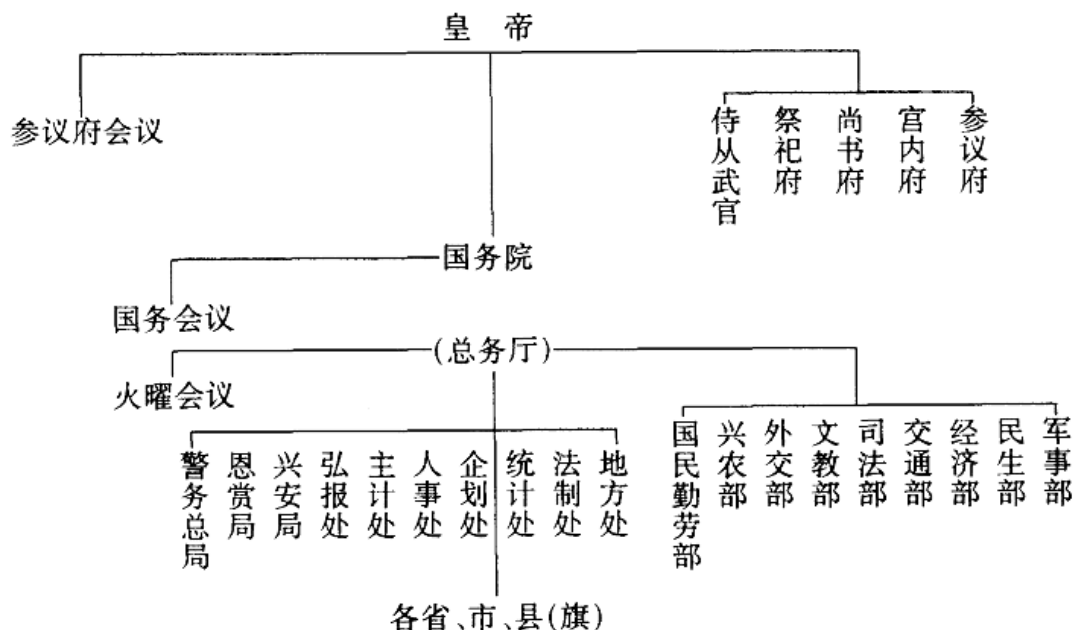 皇 帝
参议府会议
侍从武官
祭祀府
尚书府
宫内府
参议府
国务院
国务会议
(总务厅)
火曜会议
警务总局
恩赏局
兴安局
弘报处
主计处
人事处
企划处
统计处
法制处
地方处
国民勤劳部
兴农部
外交部
文教部
司法部
交通部
经济部
民生部
军事部
各省、市、县(旗)